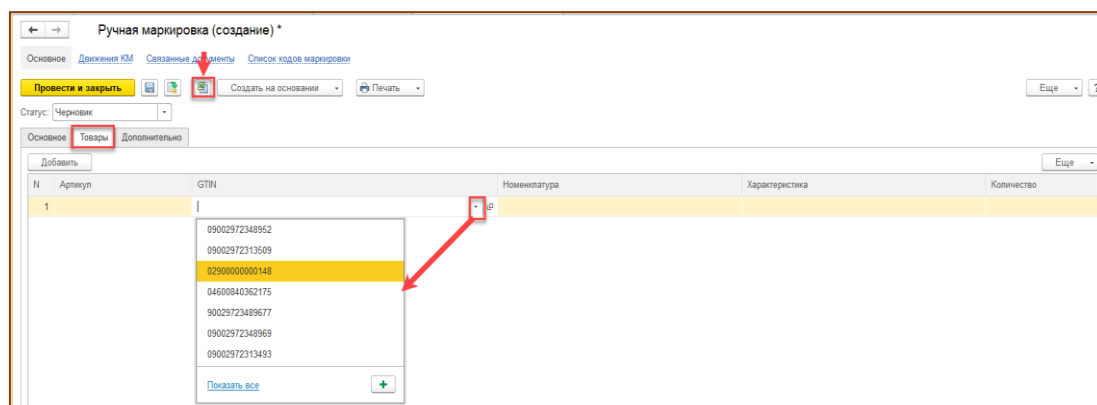 Ручная маркировка (создание) *
Основное Движения КМ Связанные документы Список кодов маркировки
Провести и закрыть Создать на основании Печать Еще ?
Статус: Черновик
Основное Товары Дополнительно
Добавить Еще
N Артикул GTIN Номенклатура Характеристика Количество
1
09002972348952
09002972313509
02900000000148
04600840362175
90029723489677
09002972348969
09002972313493
Показать все +